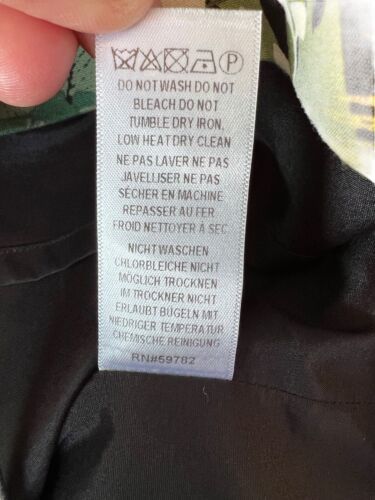 P
DO NOT WASH DO NOT
BLEACH DO NOT
TUMBLE DRY IRON,
LOW HEAT DRY CLEAN
NE PAS LAVER NE PAS
JAVELLISER NE PAS
SÉCHER EN MACHINE
REPASSER AU FER
FROID NETTOYER À SEC
NICHT WASCHEN
CHLORBLEICHE NICHT
MÖGLICH TROCKNEN
IM TROCKNER NICHT
ERLAUBT BÜGELN MIT
NIEDRIGER TEMPERATUR
CHEMISCHE REINIGUNG
RN#59782